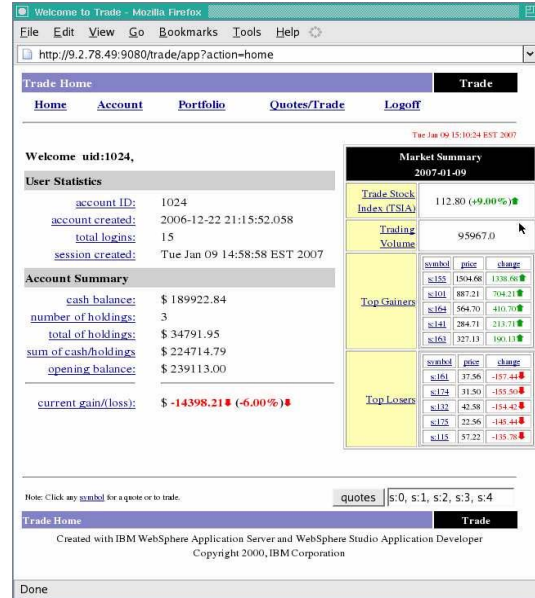 Welcome to Trade - Mozilla Firefox
File Edit View Go Bookmarks Tools Help
http://9.2.78.49:9080/trade/app?action=home
Trade Home Trade
Home Account Portfolio Quotes/Trade Logoff
Tue Jan 09 15:10:24 EST 2007
Welcome uid:1024,
User Statistics
account ID: 1024
account created: 2006-12-22 21:15:52.058
total logins: 15
session created: Tue Jan 09 14:58:58 EST 2007
Account Summary
cash balance: $ 189922.84
number of holdings: 3
total of holdings: $ 34791.95
sum of cash/holdings $ 224714.79
opening balance: $ 239113.00
current gain/(loss): $ -14398.21 (-6.00%)
Market Summary
2007-01-09
Trade Stock
Index (TSIA) 112.80 (+9.00%)
Trading
Volume 95967.0
Top Gainers
symbol price change
s:155 1504.68 1338.68
s:101 887.21 704.21
s:164 564.70 410.70
s:141 284.71 213.71
s:163 327.13 190.13
Top Losers
symbol price change
s:161 37.56 -157.44
s:174 31.50 -155.50
s:132 42.58 -154.42
s:175 22.56 -145.44
s:115 57.22 -135.78
Note: Click any symbol for a quote or to trade.
quotes s:0, s:1, s:2, s:3, s:4
Trade Home Trade
Created with IBM WebSphere Application Server and WebSphere Studio Application Developer
Copyright 2000, IBM Corporation
Done